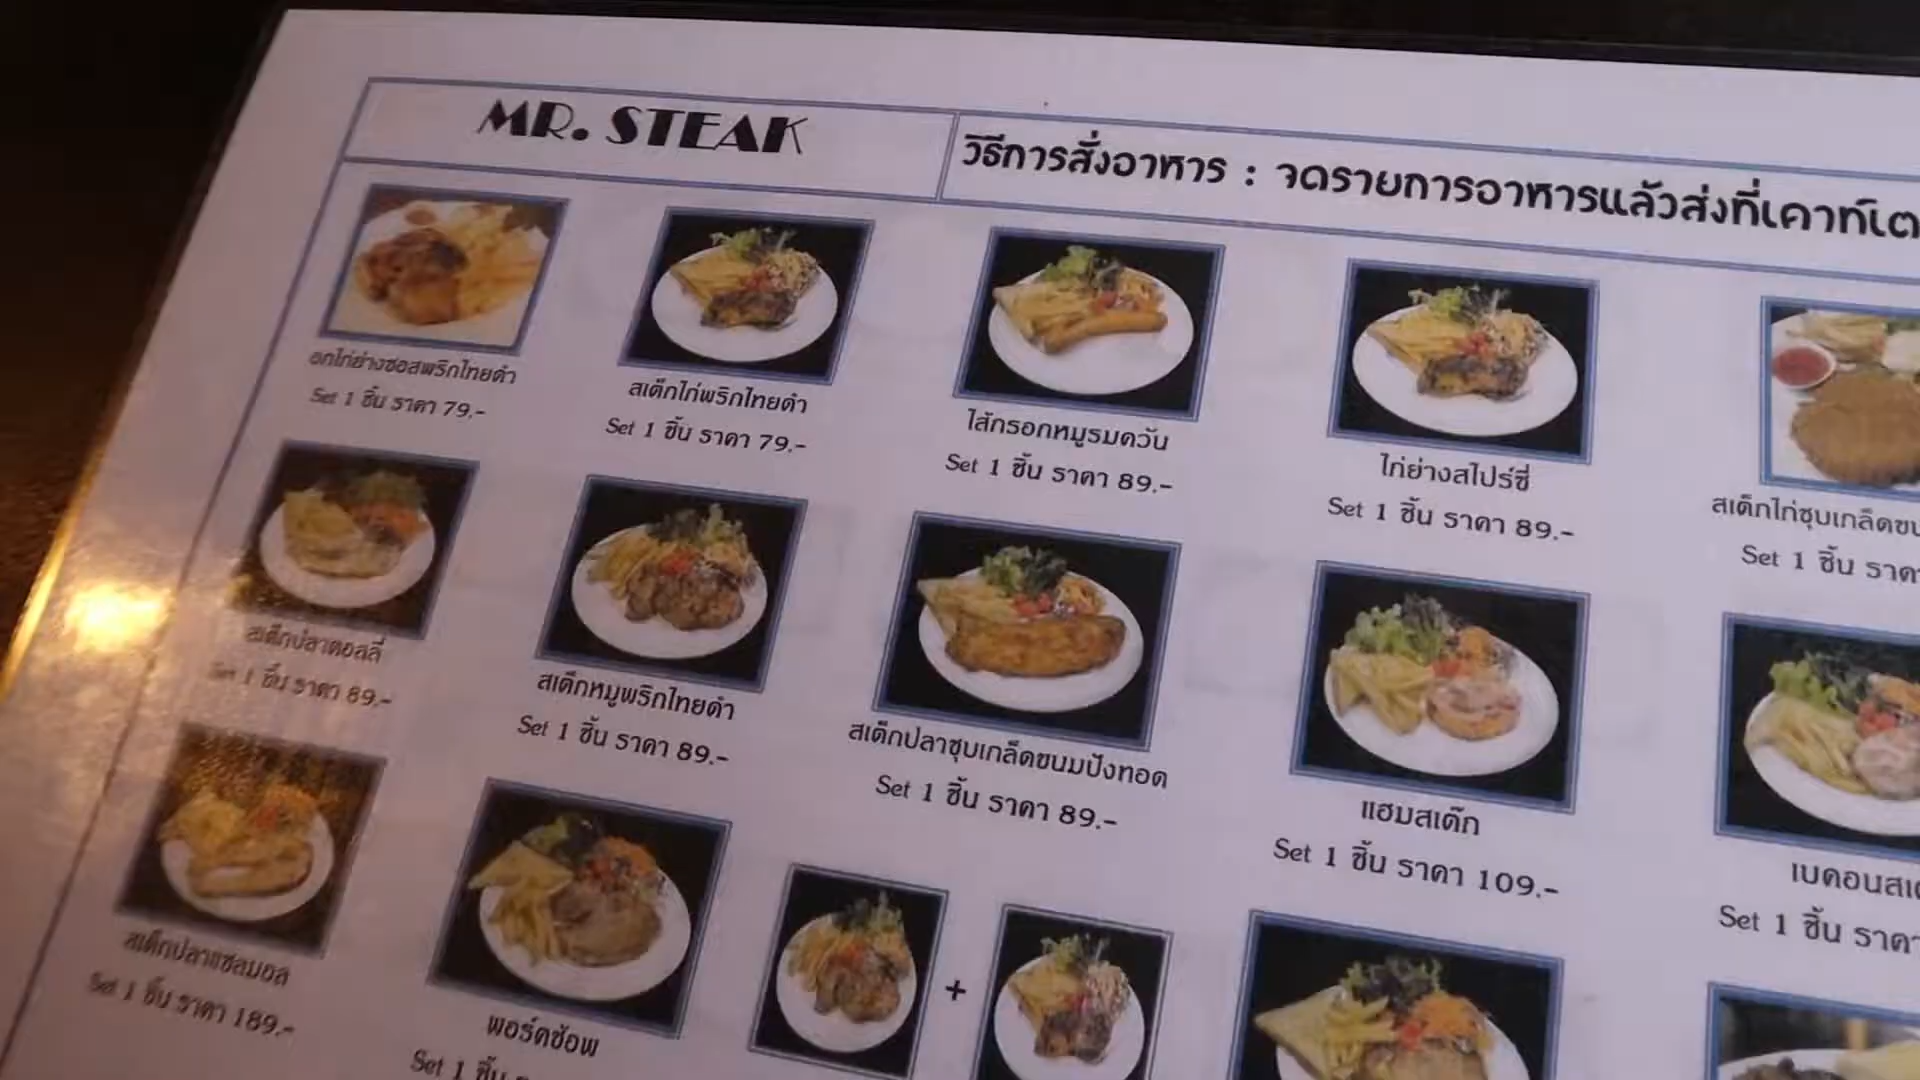 MR. STEAK
วิธีการสั่งอาหาร : จดรายการอาหารแล้วส่งที่เคาท์เต
อกไก่ย่างซอสพริกไทยดำ
Set 1 ชิ้น ราคา 79.-
สเต็กไก่พริกไทยดำ
Set 1 ชิ้น ราคา 79.-
ไส้กรอกหมูรมควัน
Set 1 ชิ้น ราคา 89.-
ไก่ย่างสไปร์ซี่
Set 1 ชิ้น ราคา 89.-
สเต็กไก่ชุบเกล็ดขน
Set 1 ชิ้น ราคา
สเต็กปลาดอลลี่
Set 1 ชิ้น ราคา 89.-
สเต็กหมูพริกไทยดำ
Set 1 ชิ้น ราคา 89.-
สเต็กปลาชุบเกล็ดขนมปังทอด
Set 1 ชิ้น ราคา 89.-
แฮมสเต๊ก
Set 1 ชิ้น ราคา 109.-
เบคอนสเต
Set 1 ชิ้น ราคา
สเต็กปลาแซลมอล
Set 1 ชิ้น ราคา 189.-
พอร์คช้อพ
Set 1 ชิ้น
+